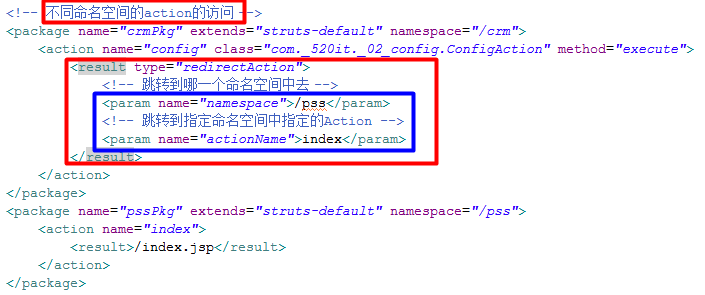 <!-- 不同命名空间的action的访问 -->
<package name="crmPkg" extends="struts-default" namespace="/crm">
<action name="config" class="com._520it._02_config.ConfigAction" method="execute">
<result type="redirectAction">
<!-- 跳转到哪一个命名空间中去 -->
<param name="namespace">/pss</param>
<!-- 跳转到指定命名空间中指定的Action -->
<param name="actionName">index</param>
</result>
</action>
</package>
<package name="pssPkg" extends="struts-default" namespace="/pss">
<action name="index">
<result>/index.jsp</result>
</action>
</package>